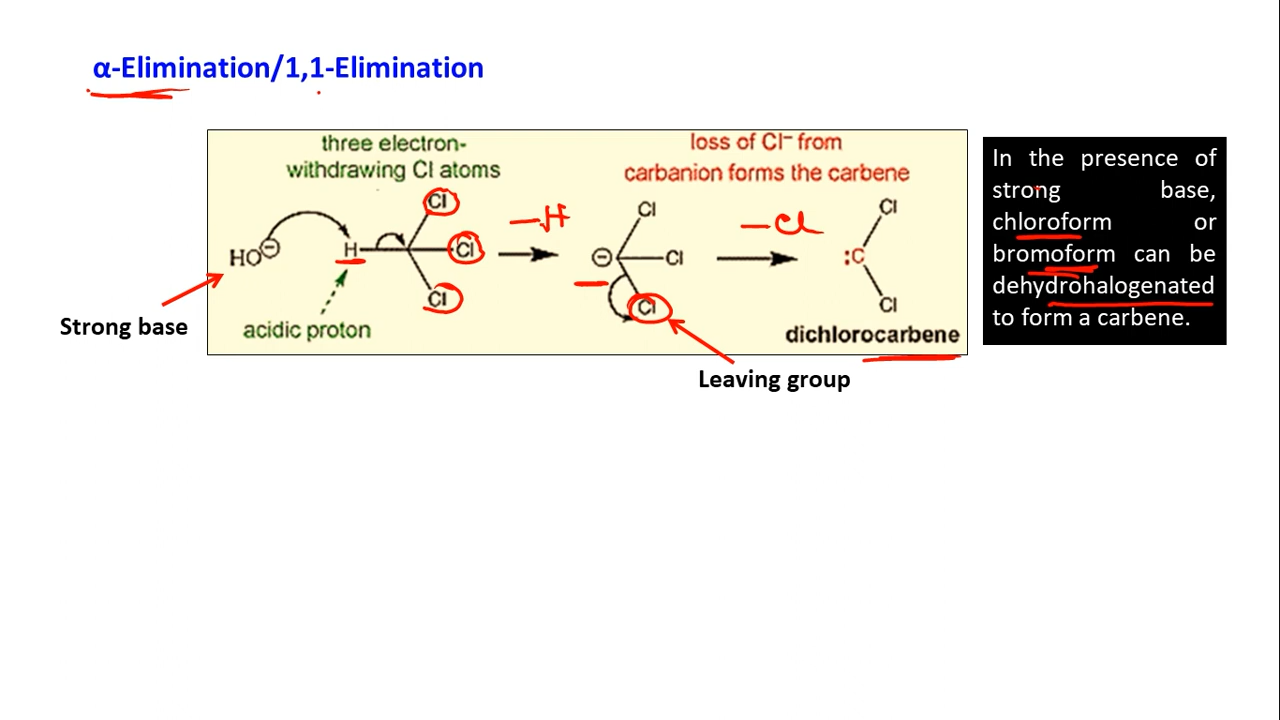 α-Elimination/1,1-Elimination
three electron-
withdrawing Cl atoms
loss of Cl⁻ from
carbanion forms the carbene
HO⊖
H
Cl
Cl
Cl
acidic proton
Strong base
-H
⊖
Cl
Cl
Cl
Leaving group
-Cl
:C
Cl
Cl
dichlorocarbene
In the presence of
strong base,
chloroform or
bromoform can be
dehydrohalogenated
to form a carbene.